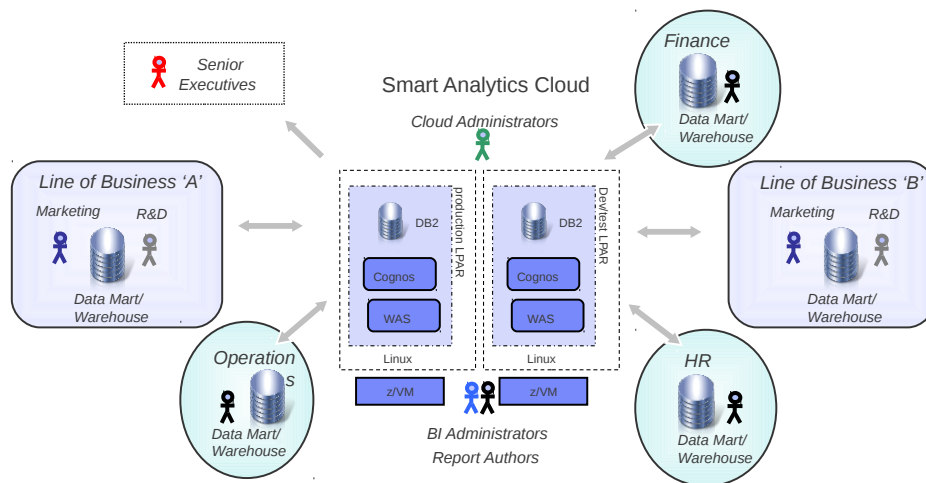 Senior
Executives
Smart Analytics Cloud
Cloud Administrators
Finance
Data Mart/
Warehouse
Line of Business ‘A’
Marketing
R&D
Data Mart/
Warehouse
production LPAR
DB2
Cognos
WAS
Linux
z/VM
Dev/test LPAR
DB2
Cognos
WAS
Linux
z/VM
Line of Business ‘B’
Marketing
R&D
Data Mart/
Warehouse
Operation
s
Data Mart/
Warehouse
HR
Data Mart/
Warehouse
BI Administrators
Report Authors